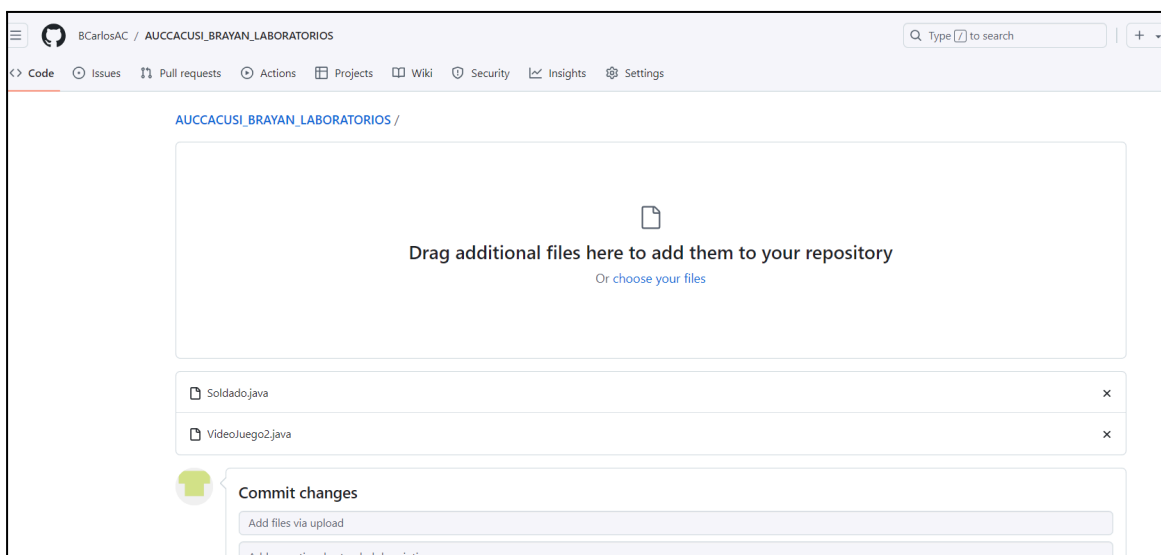 BCarlosAC / AUCCACUSI_BRAYAN_LABORATORIOS
Type / to search
Code Issues Pull requests Actions Projects Wiki Security Insights Settings
AUCCACUSI_BRAYAN_LABORATORIOS /
Drag additional files here to add them to your repository
Or choose your files
Soldado.java
VideoJuego2.java
Commit changes
Add files via upload